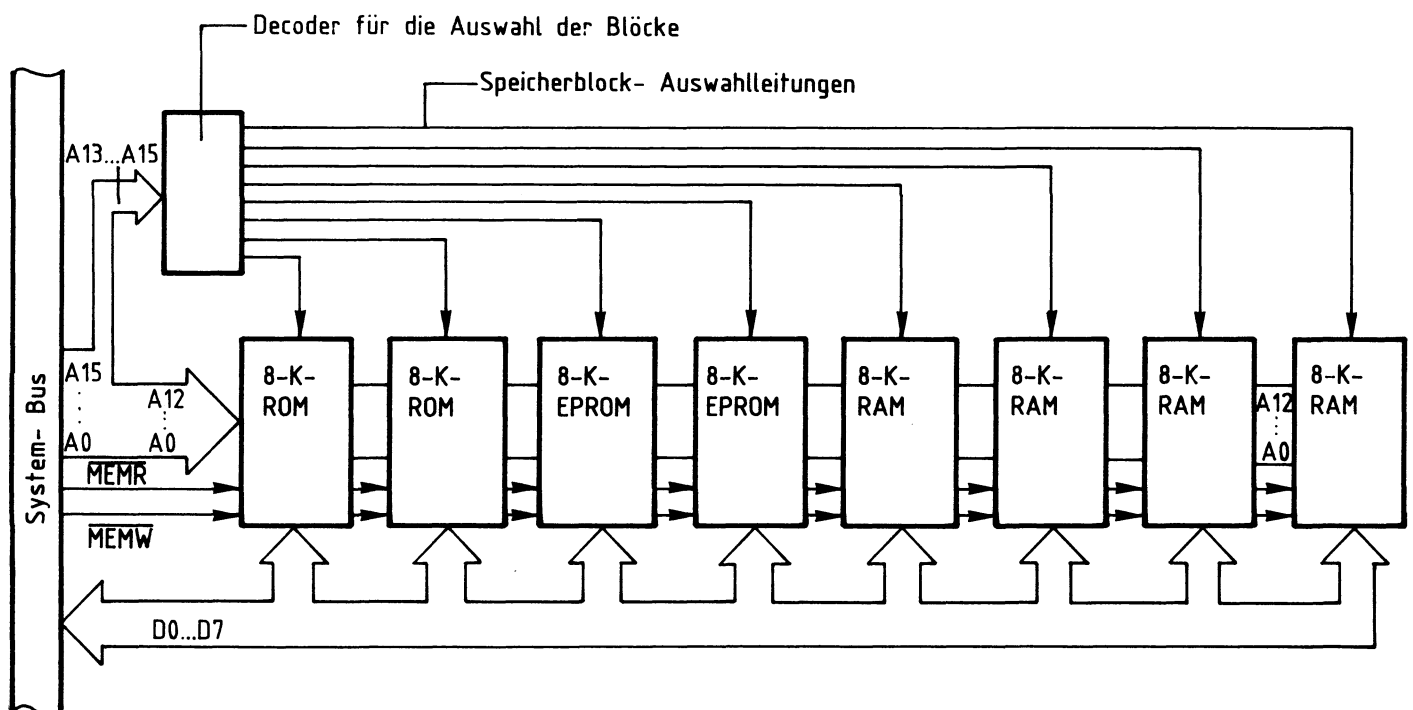 Decoder für die Auswahl der Blöcke
Speicherblock- Auswahlleitungen
A13...A15
System- Bus
A15
A0
A12
A0
MEMR
MEMW
8-K-
ROM
8-K-
ROM
8-K-
EPROM
8-K-
EPROM
8-K-
RAM
8-K-
RAM
8-K-
RAM
A12
A0
8-K-
RAM
D0...D7